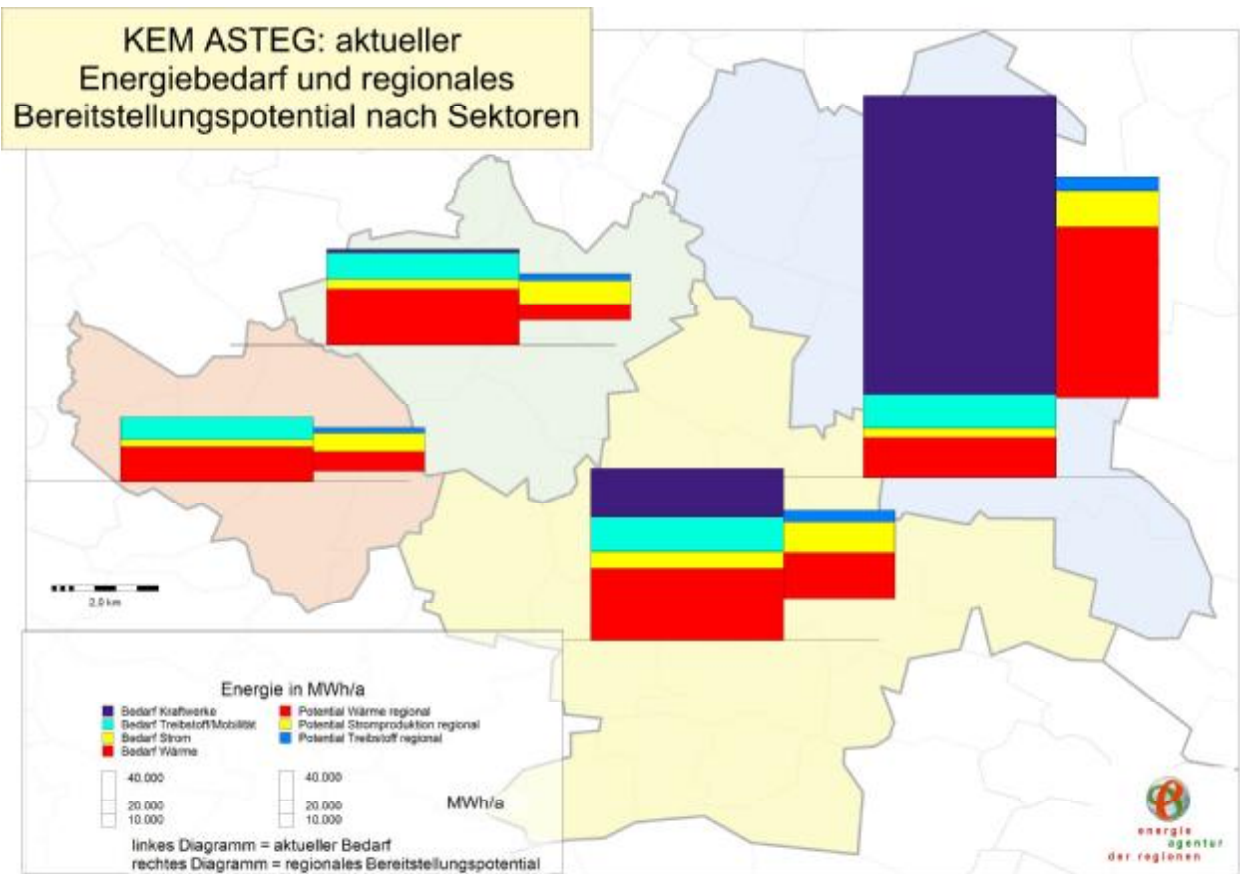 KEM ASTEG: aktueller
Energiebedarf und regionales
Bereitstellungspotential nach Sektoren
2,0 km
Energie in MWh/a
Bedarf Kraftwerke
Bedarf Treibstoff/Mobilität
Bedarf Strom
Bedarf Wärme
Potential Wärme regional
Potential Stromproduktion regional
Potential Treibstoff regional
40.000
20.000
10.000
40.000
20.000
10.000
MWh/a
linkes Diagramm = aktueller Bedarf
rechtes Diagramm = regionales Bereitstellungspotential
energie
agentur
der regionen